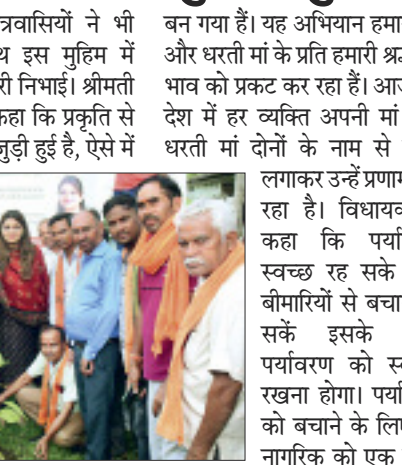 त्रवासियों ने भी
थ इस मुहिम में
री निभाई। श्रीमती
कहा कि प्रकृति से
जुड़ी हुई है, ऐसे में
बन गया हैं। यह अभियान हमा
और धरती मां के प्रति हमारी श्र
भाव को प्रकट कर रहा हैं। आज
देश में हर व्यक्ति अपनी मां
धरती मां दोनों के नाम से
लगाकर उन्हें प्रणाम
रहा है। विधायक
कहा कि पर्या
स्वच्छ रह सके
बीमारियों से बचा
सकें इसके
पर्यावरण को स्व
रखना होगा। पर्या
को बचाने के लिए
नागरिक को एक